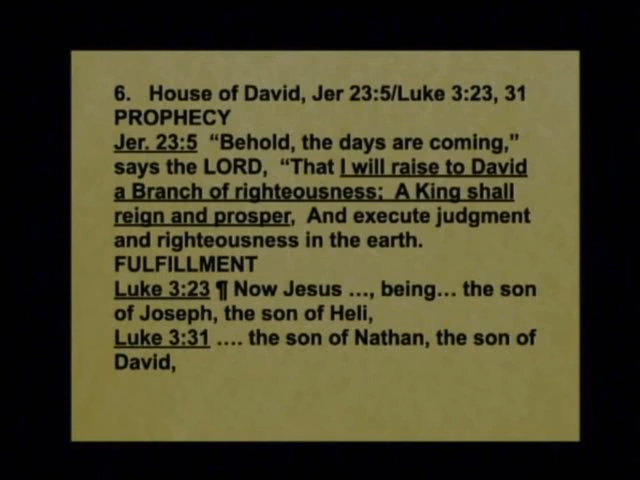 6. House of David, Jer 23:5/Luke 3:23, 31
PROPHECY
Jer. 23:5 “Behold, the days are coming,”
says the LORD, “That I will raise to David
a Branch of righteousness; A King shall
reign and prosper, And execute judgment
and righteousness in the earth.
FULFILLMENT
Luke 3:23 ¶ Now Jesus …, being… the son
of Joseph, the son of Heli,
Luke 3:31 …. the son of Nathan, the son of
David,